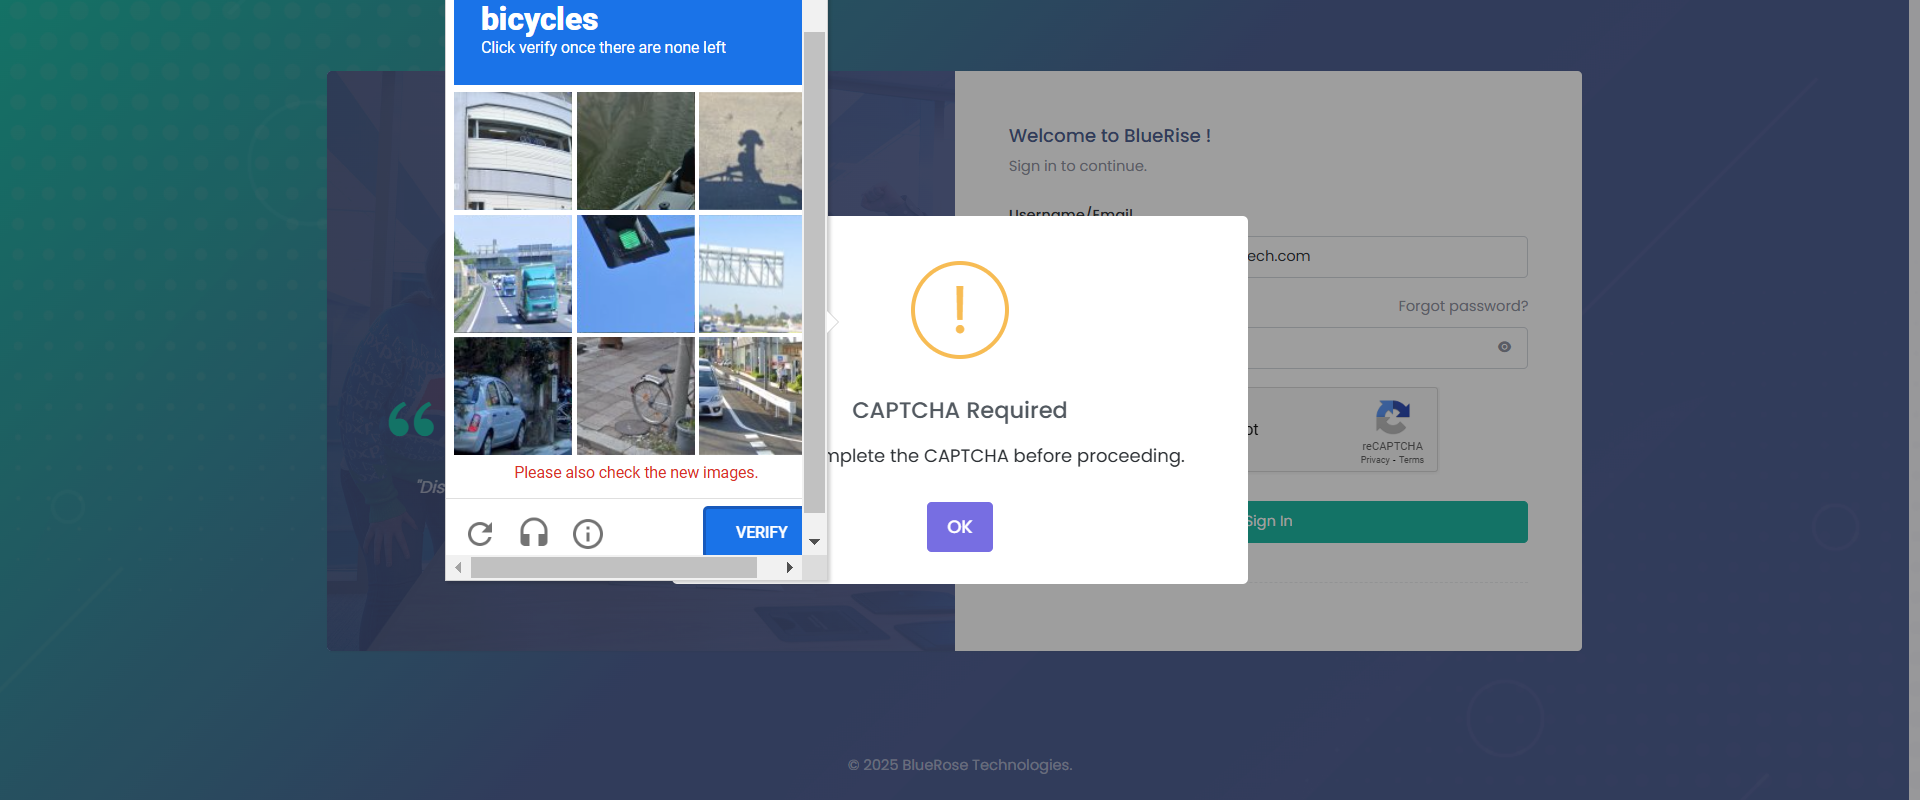 bicycles
Click verify once there are none left
Please also check the new images.
VERIFY
"Dis
Welcome to BlueRise !
Sign in to continue.
Username/Email
ech.com
Forgot password?
CAPTCHA Required
mplete the CAPTCHA before proceeding.
OK
ot
reCAPTCHA
Privacy - Terms
Sign In
© 2025 BlueRose Technologies.